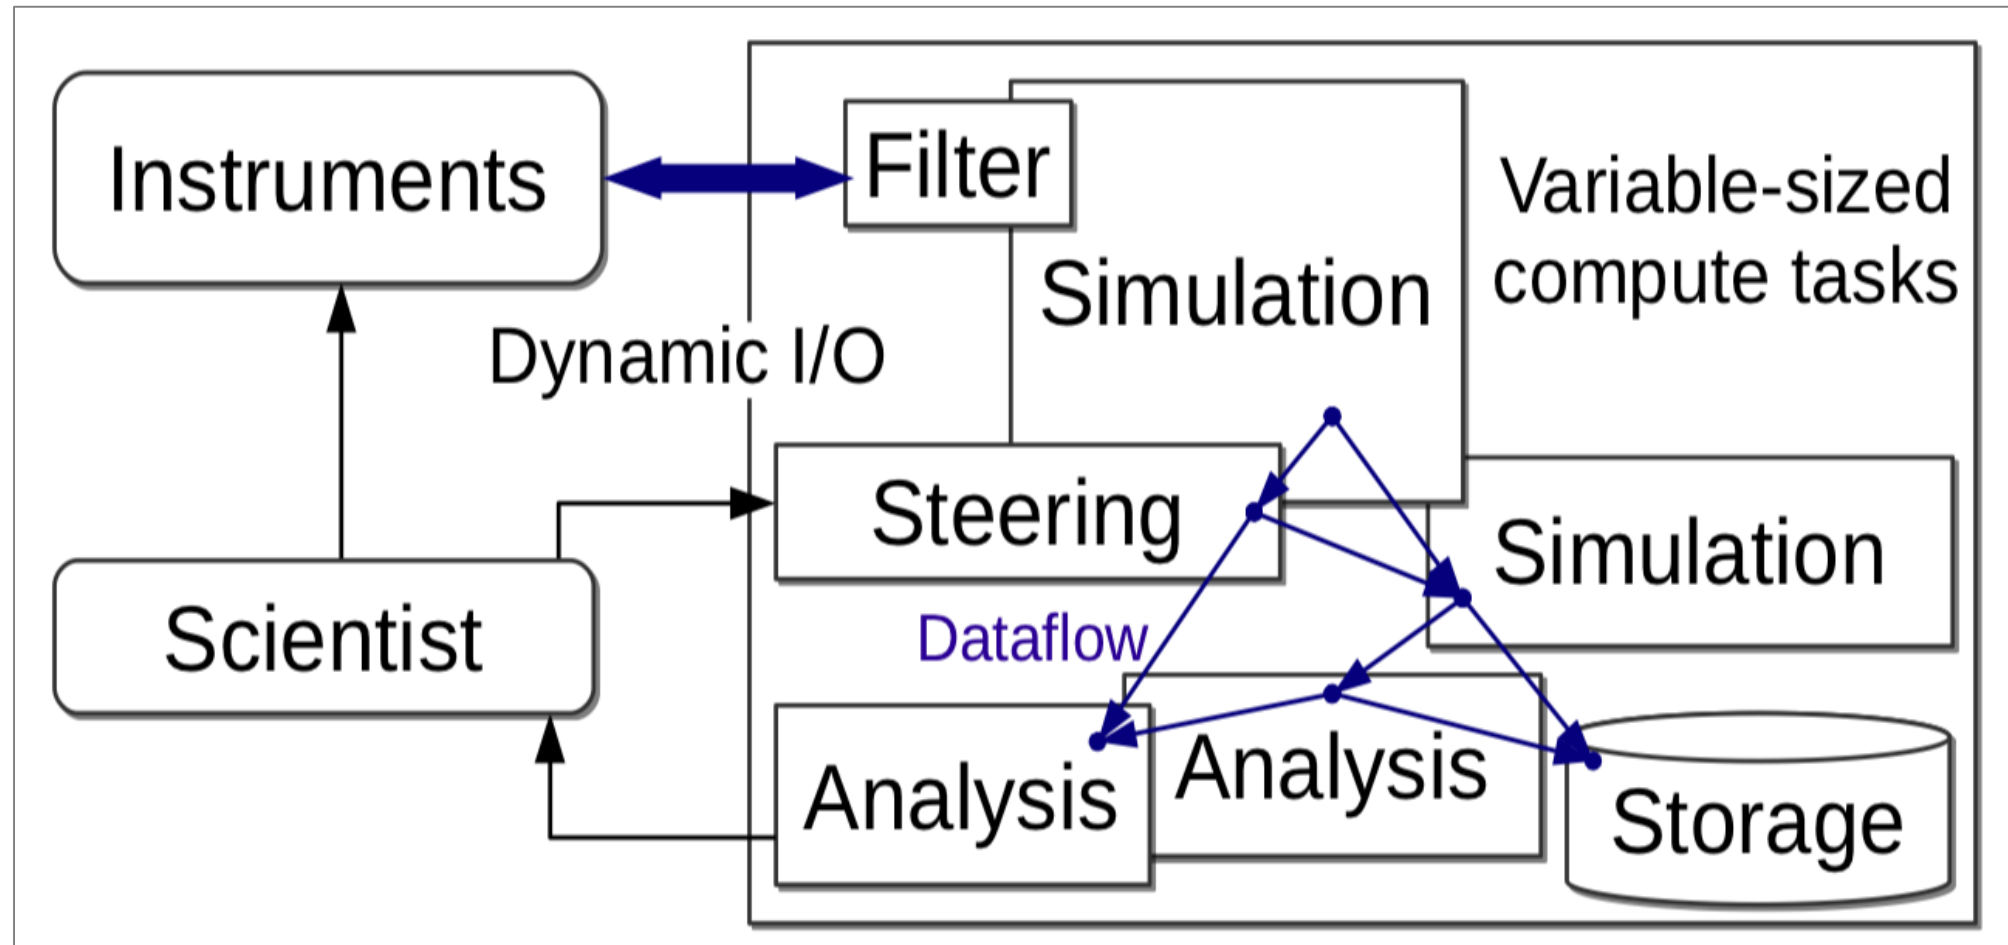 Instruments
Filter
Variable-sized
compute tasks
Simulation
Dynamic I/O
Steering
Simulation
Scientist
Dataflow
Analysis
Analysis
Storage